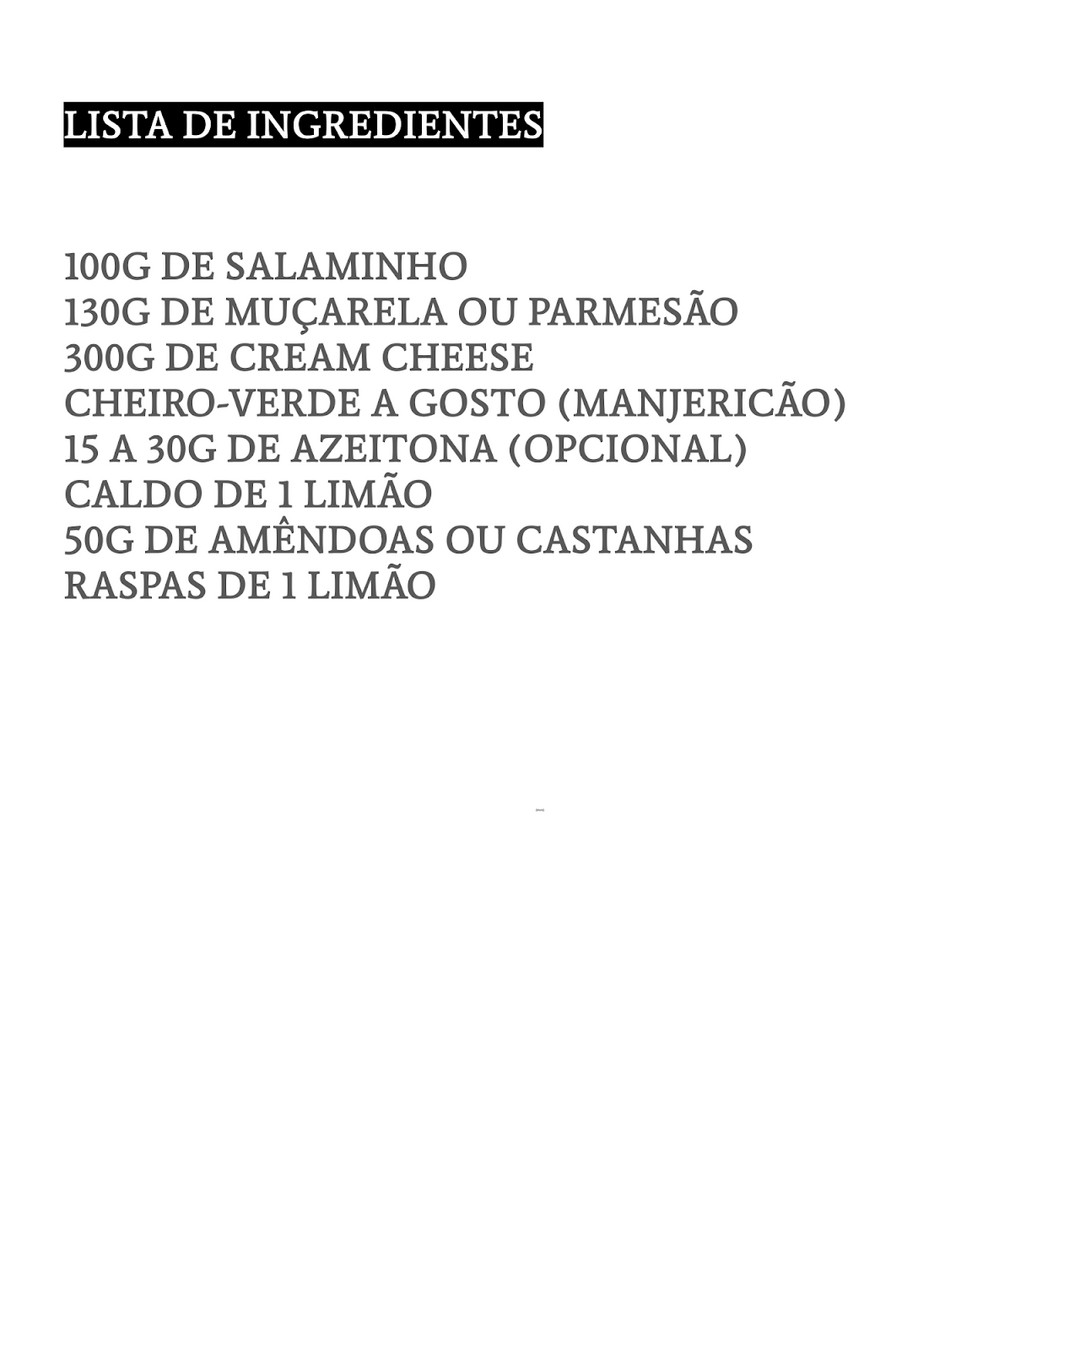 LISTA DE INGREDIENTES
100G DE SALAMINHO
130G DE MUÇARELA OU PARMESÃO
300G DE CREAM CHEESE
CHEIRO-VERDE A GOSTO (MANJERICÃO)
15 A 30G DE AZEITONA (OPCIONAL)
CALDO DE 1 LIMÃO
50G DE AMÊNDOAS OU CASTANHAS
RASPAS DE 1 LIMÃO